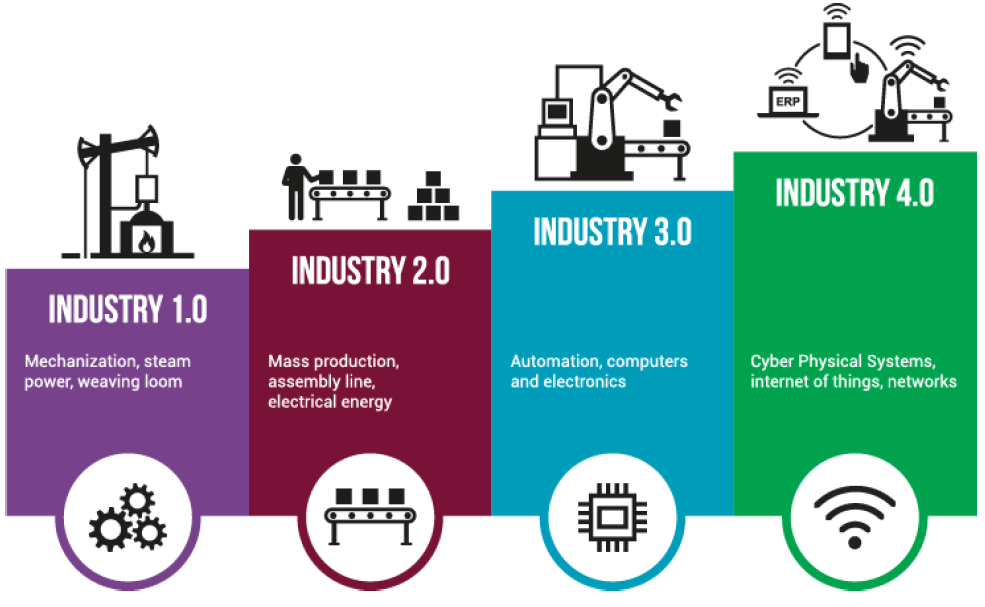 ERP
INDUSTRY 1.0
Mechanization, steam
power, weaving loom
INDUSTRY 2.0
Mass production,
assembly line,
electrical energy
INDUSTRY 3.0
Automation, computers
and electronics
INDUSTRY 4.0
Cyber Physical Systems,
internet of things, networks